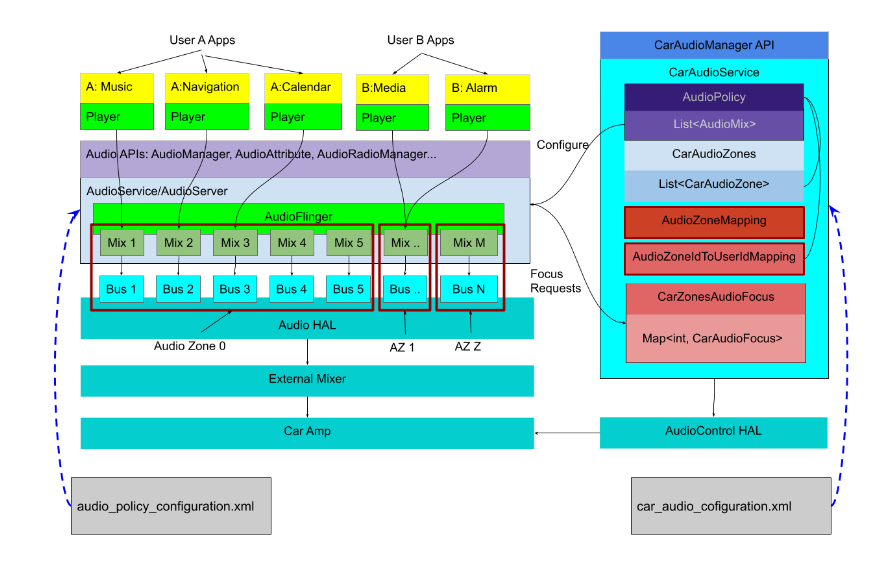 User A Apps
User B Apps
A: Music
A:Navigation
A:Calendar
B:Media
B: Alarm
Player
Player
Player
Player
Player
Audio APIs: AudioManager, AudioAttribute, AudioRadioManager...
AudioService/AudioServer
AudioFlinger
Mix 1
Mix 2
Mix 3
Mix 4
Mix 5
Mix ..
Mix M
Bus 1
Bus 2
Bus 3
Bus 4
Bus 5
Bus ..
Bus N
Audio HAL
Audio Zone 0
AZ 1
AZ Z
External Mixer
Car Amp
Configure
Focus
Requests
CarAudioManager API
CarAudioService
AudioPolicy
List<AudioMix>
CarAudioZones
List<CarAudioZone>
AudioZoneMapping
AudioZoneIdToUserIdMapping
CarZonesAudioFocus
Map<int, CarAudioFocus>
AudioControl HAL
audio_policy_configuration.xml
car_audio_cofiguration.xml